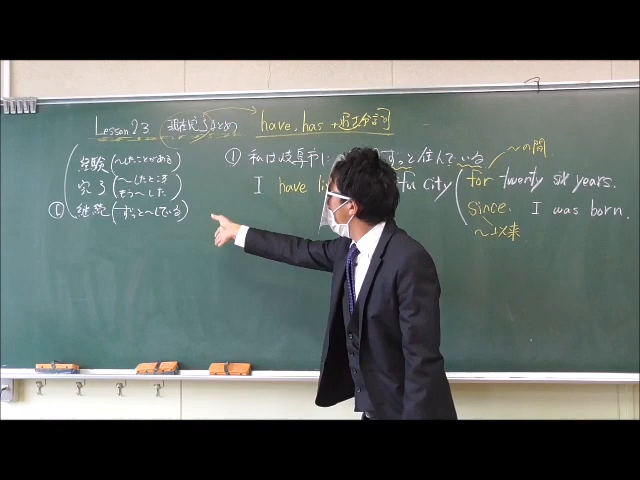 Lesson 23 現在完了まとめ have, has + 過去分詞
経験(〜したことがある)
完了(〜したところ
もう〜した)
① 継続(ずっと〜している)
① 私は岐阜市に ずっと住んでいる
〜の間
I have li fu City (for twenty six years.
since, I was born.
〜以来